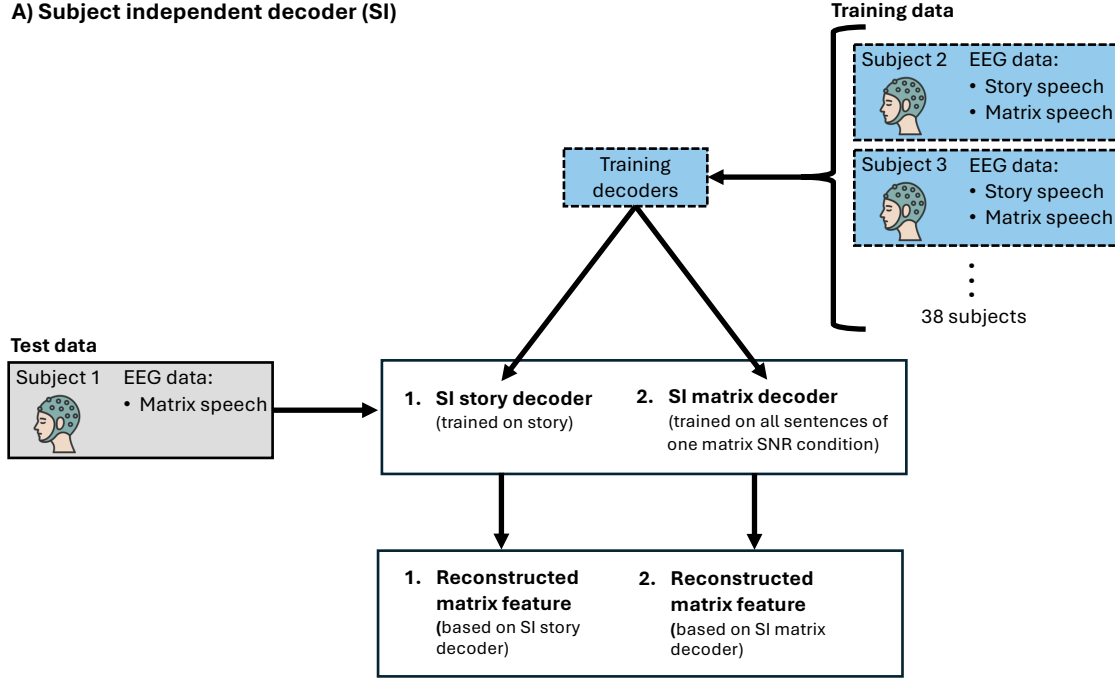 A) Subject independent decoder (SI)
Training data
Subject 2
EEG data:
• Story speech
• Matrix speech
Subject 3
EEG data:
• Story speech
• Matrix speech
38 subjects
Training
decoders
Test data
Subject 1
EEG data:
• Matrix speech
1. SI story decoder
(trained on story)
2. SI matrix decoder
(trained on all sentences of
one matrix SNR condition)
1. Reconstructed
matrix feature
(based on SI story
decoder)
2. Reconstructed
matrix feature
(based on SI matrix
decoder)